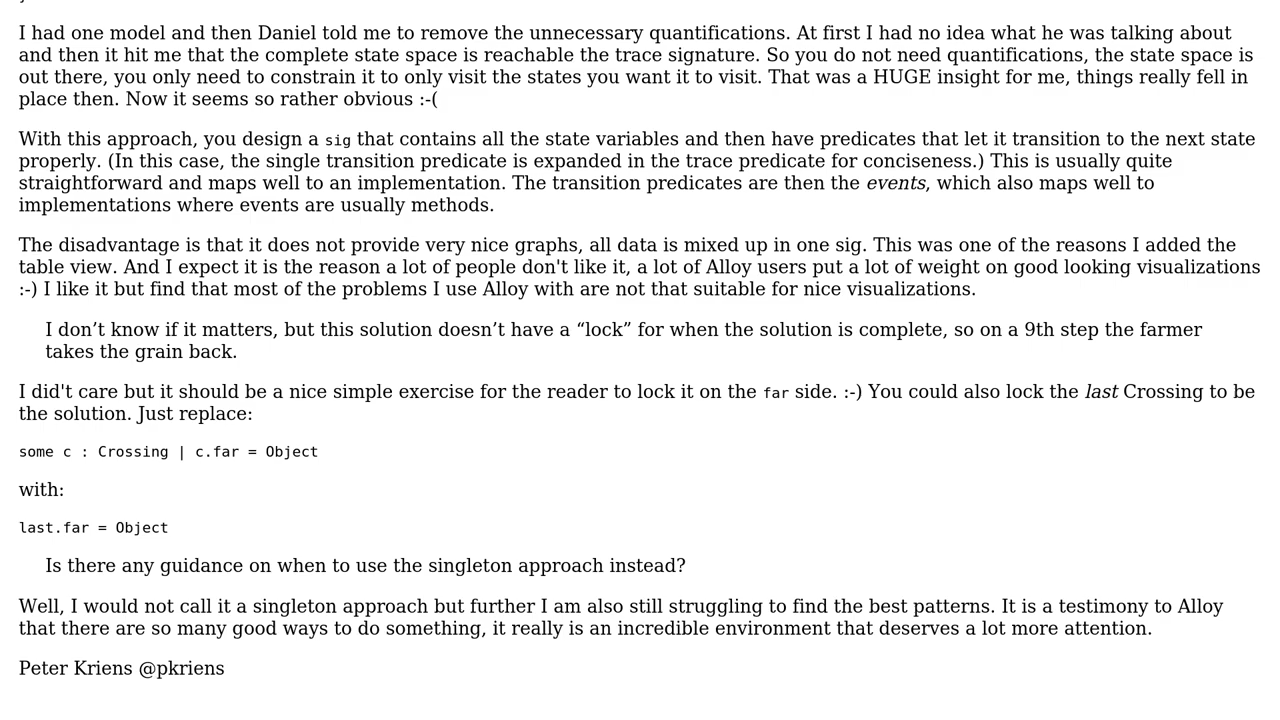 I had one model and then Daniel told me to remove the unnecessary quantifications. At first I had no idea what he was talking about
and then it hit me that the complete state space is reachable the trace signature. So you do not need quantifications, the state space is
out there, you only need to constrain it to only visit the states you want it to visit. That was a HUGE insight for me, things really fell in
place then. Now it seems so rather obvious :-(
With this approach, you design a sig that contains all the state variables and then have predicates that let it transition to the next state
properly. (In this case, the single transition predicate is expanded in the trace predicate for conciseness.) This is usually quite
straightforward and maps well to an implementation. The transition predicates are then the events, which also maps well to
implementations where events are usually methods.
The disadvantage is that it does not provide very nice graphs, all data is mixed up in one sig. This was one of the reasons I added the
table view. And I expect it is the reason a lot of people don't like it, a lot of Alloy users put a lot of weight on good looking visualizations
:-) I like it but find that most of the problems I use Alloy with are not that suitable for nice visualizations.
I don’t know if it matters, but this solution doesn’t have a “lock” for when the solution is complete, so on a 9th step the farmer
takes the grain back.
I did't care but it should be a nice simple exercise for the reader to lock it on the far side. :-) You could also lock the last Crossing to be
the solution. Just replace:
some c : Crossing | c.far = Object
with:
last.far = Object
Is there any guidance on when to use the singleton approach instead?
Well, I would not call it a singleton approach but further I am also still struggling to find the best patterns. It is a testimony to Alloy
that there are so many good ways to do something, it really is an incredible environment that deserves a lot more attention.
Peter Kriens @pkriens